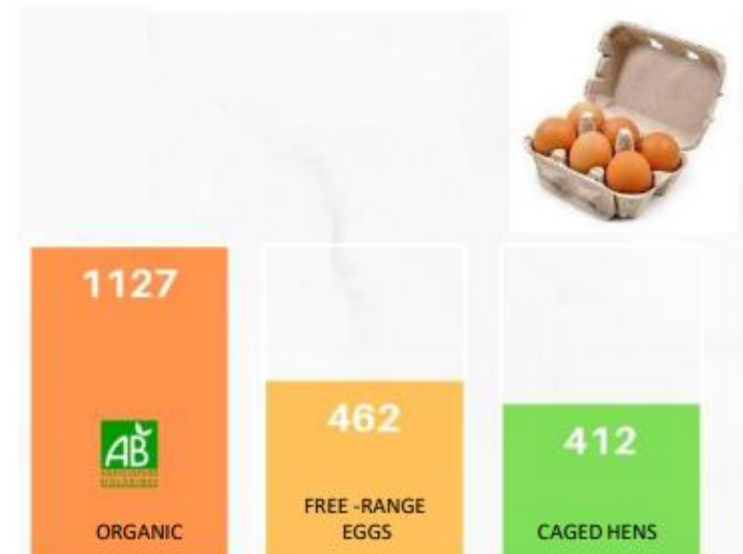 1127
AB
ORGANIC
462
FREE -RANGE
EGGS
412
CAGED HENS